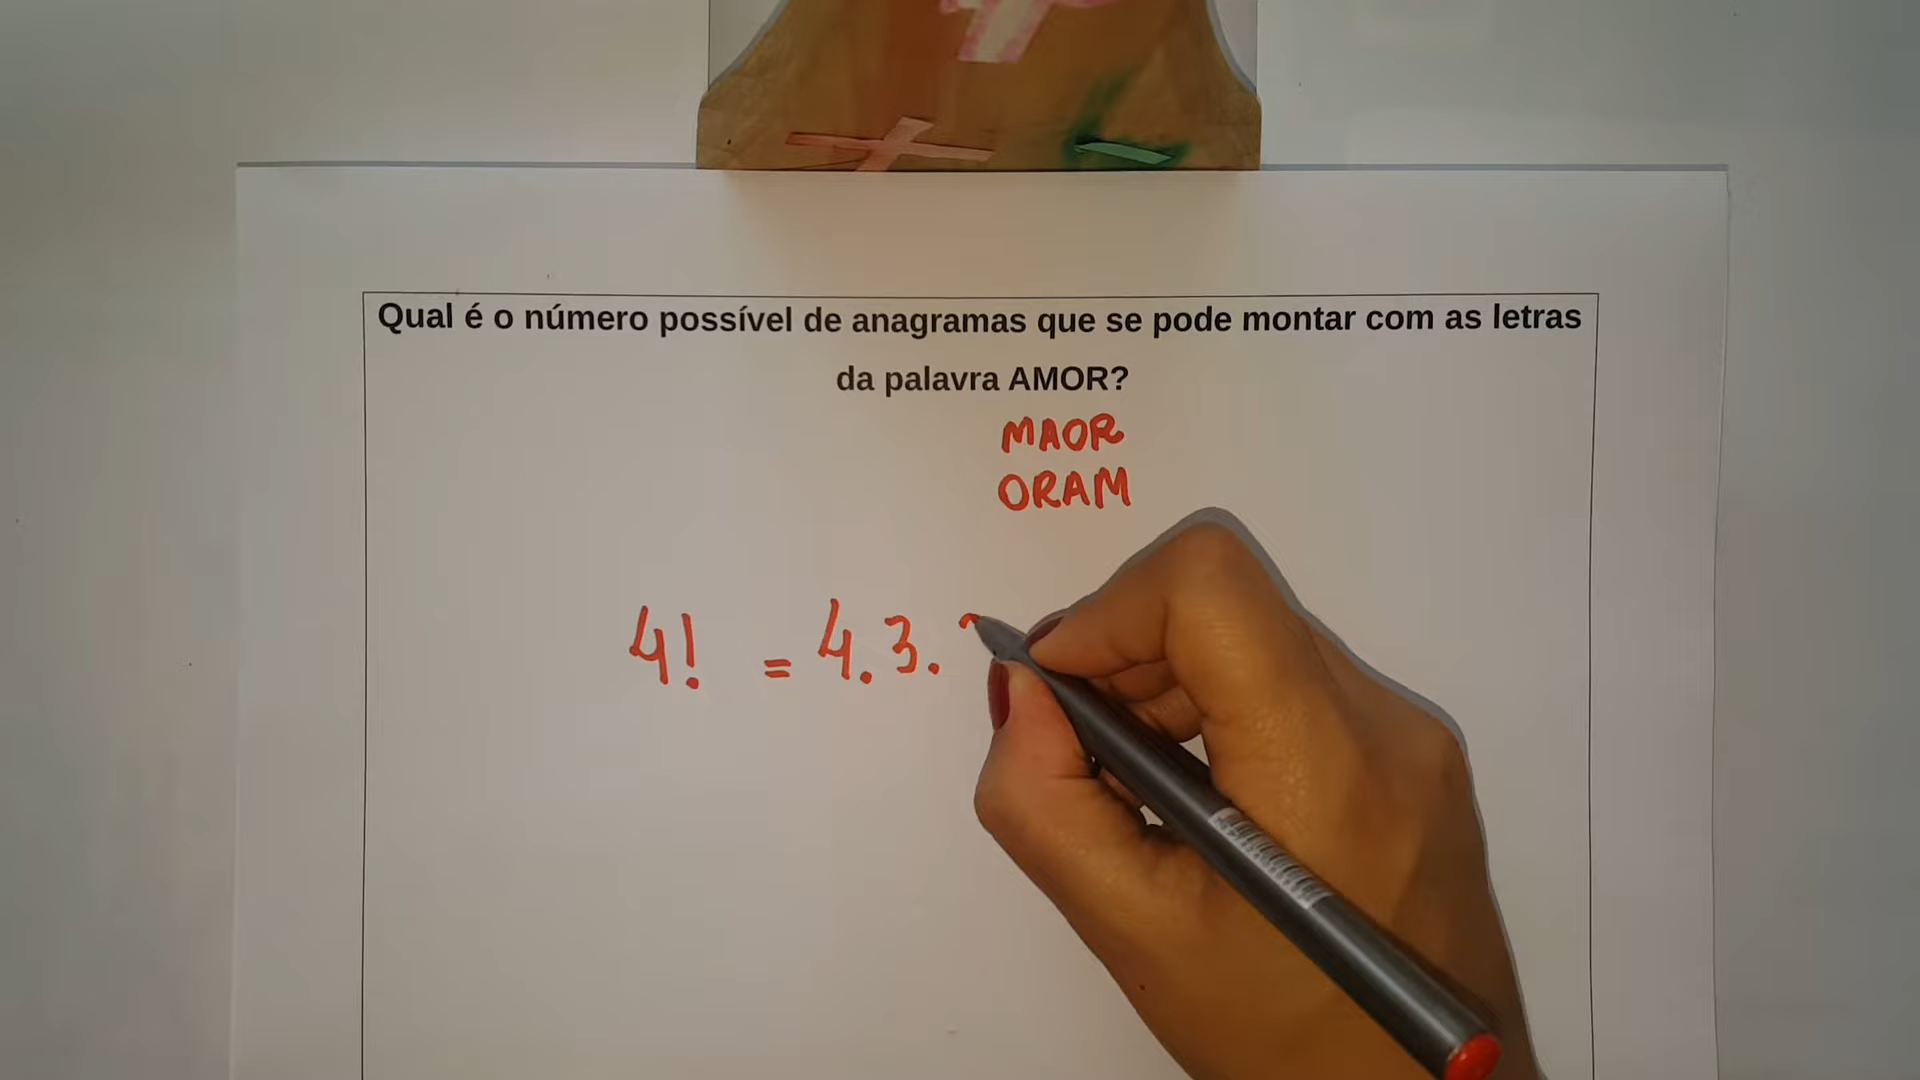 Qual é o número possível de anagramas que se pode montar com as letras
da palavra AMOR?
MAOR
ORAM
4! = 4.3.